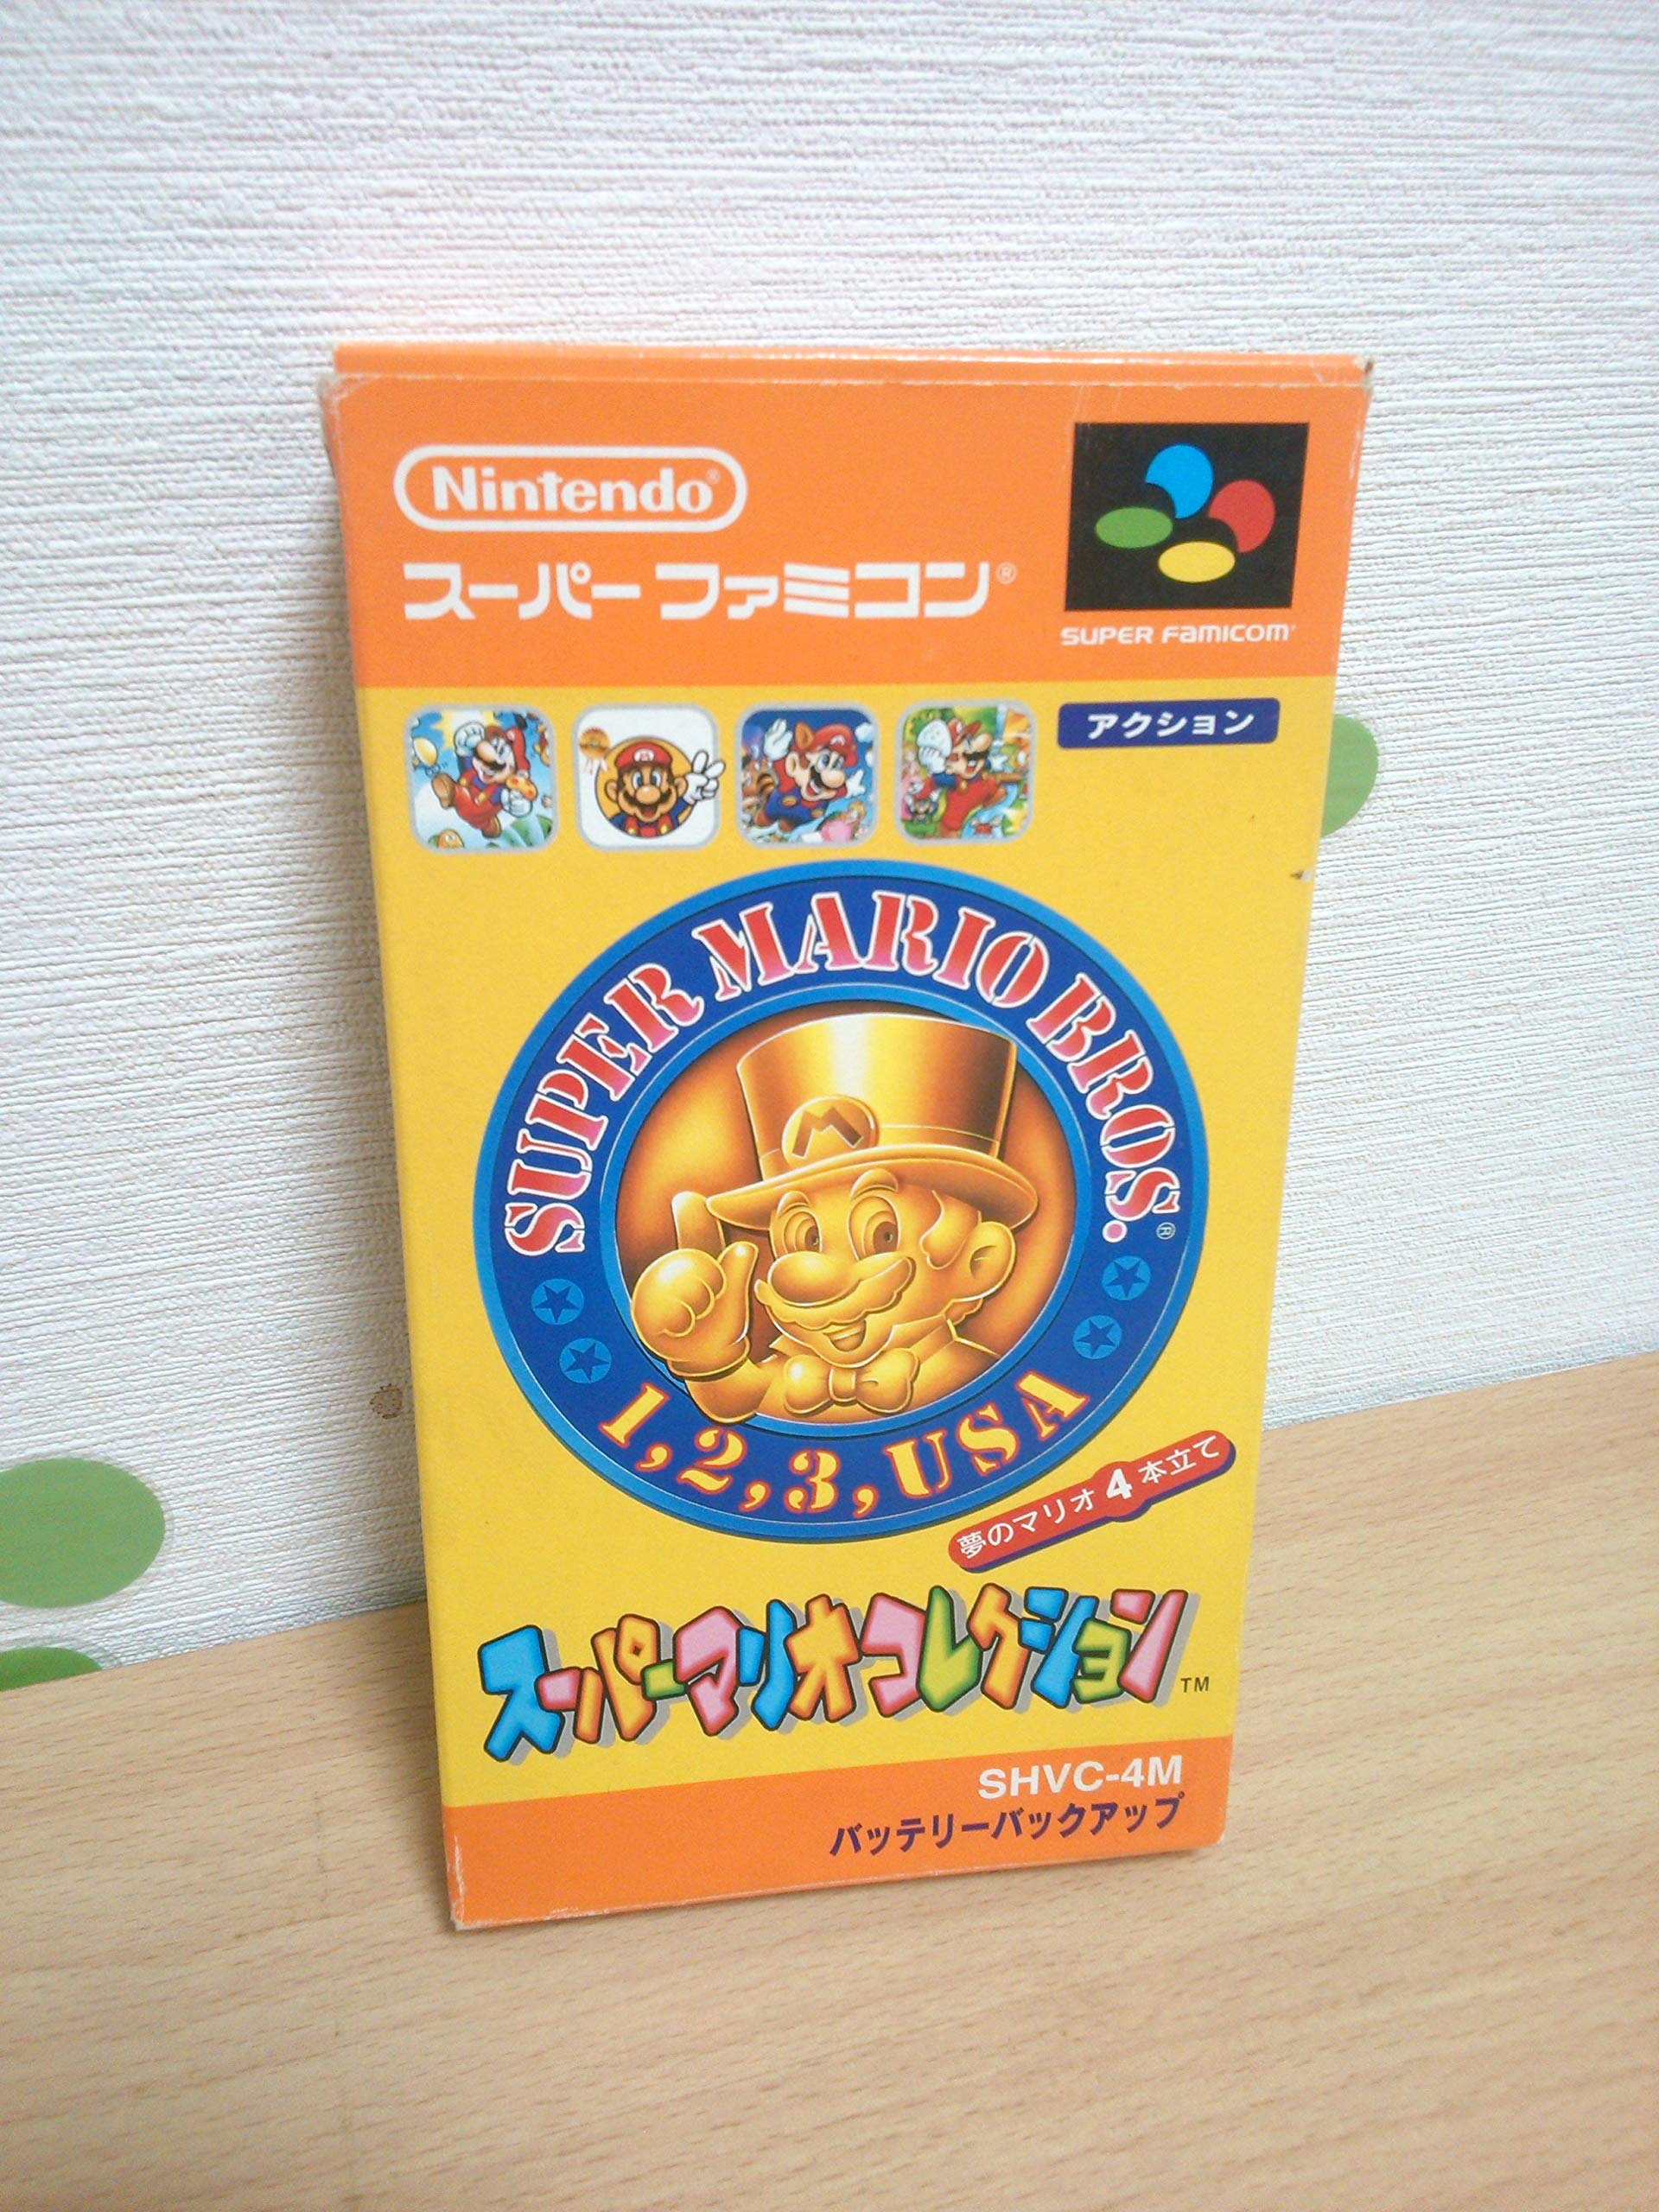 Nintendo®
スーパーファミコン®
SUPER FAMICOM
アクション
SUPER MARIO BROS.®
1, 2, 3, USA
夢のマリオ4本立て
スーパーマリオコレクション™
SHVC-4M
バッテリーバックアップ